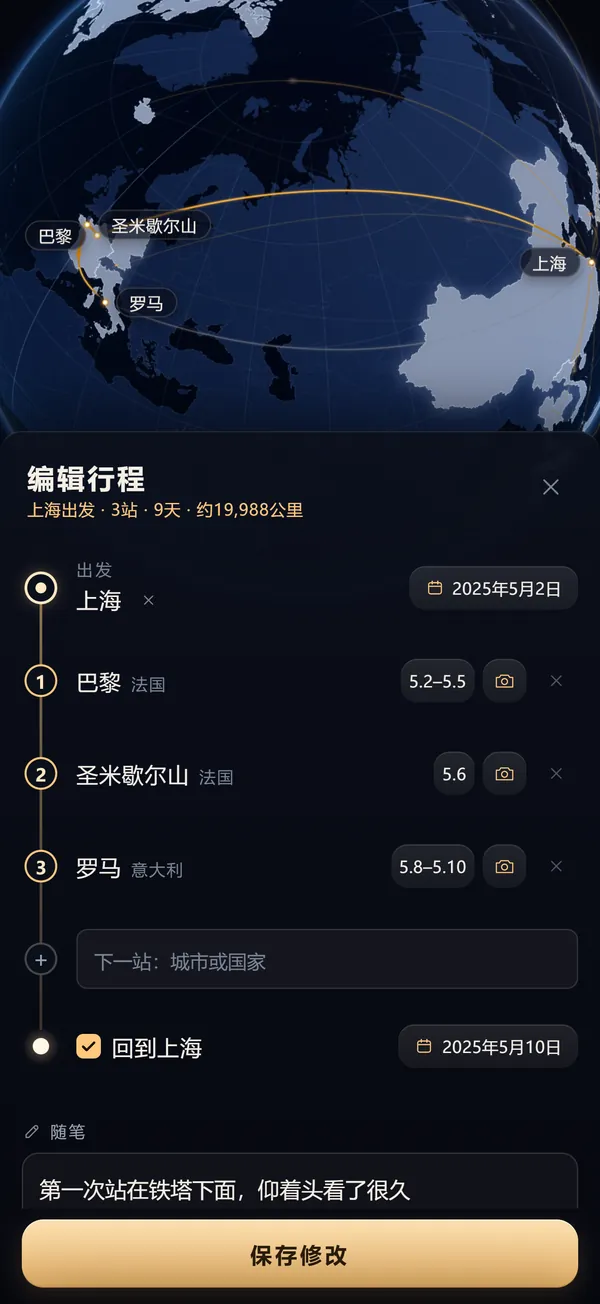 圣米歇尔山
巴黎
上海
罗马
编辑行程
上海出发 · 3站 · 9天 · 约19,988公里
出发
上海
2025年5月2日
1 巴黎 法国 5.2–5.5
2 圣米歇尔山 法国 5.6
3 罗马 意大利 5.8–5.10
下一站：城市或国家
回到上海 2025年5月10日
随笔
第一次站在铁塔下面，仰着头看了很久
保存修改